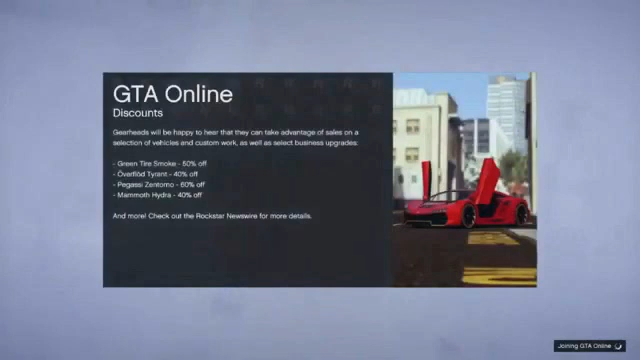 GTA Online
Discounts
Gearheads will be happy to hear that they can take advantage of sales on a
selection of vehicles and custom work, as well as select business upgrades:
- Green Tire Smoke - 50% off
- Överflöd Tyrant - 40% off
- Pegassi Zentorno - 60% off
- Mammoth Hydra - 40% off
And more! Check out the Rockstar Newswire for more details.
Joining GTA Online